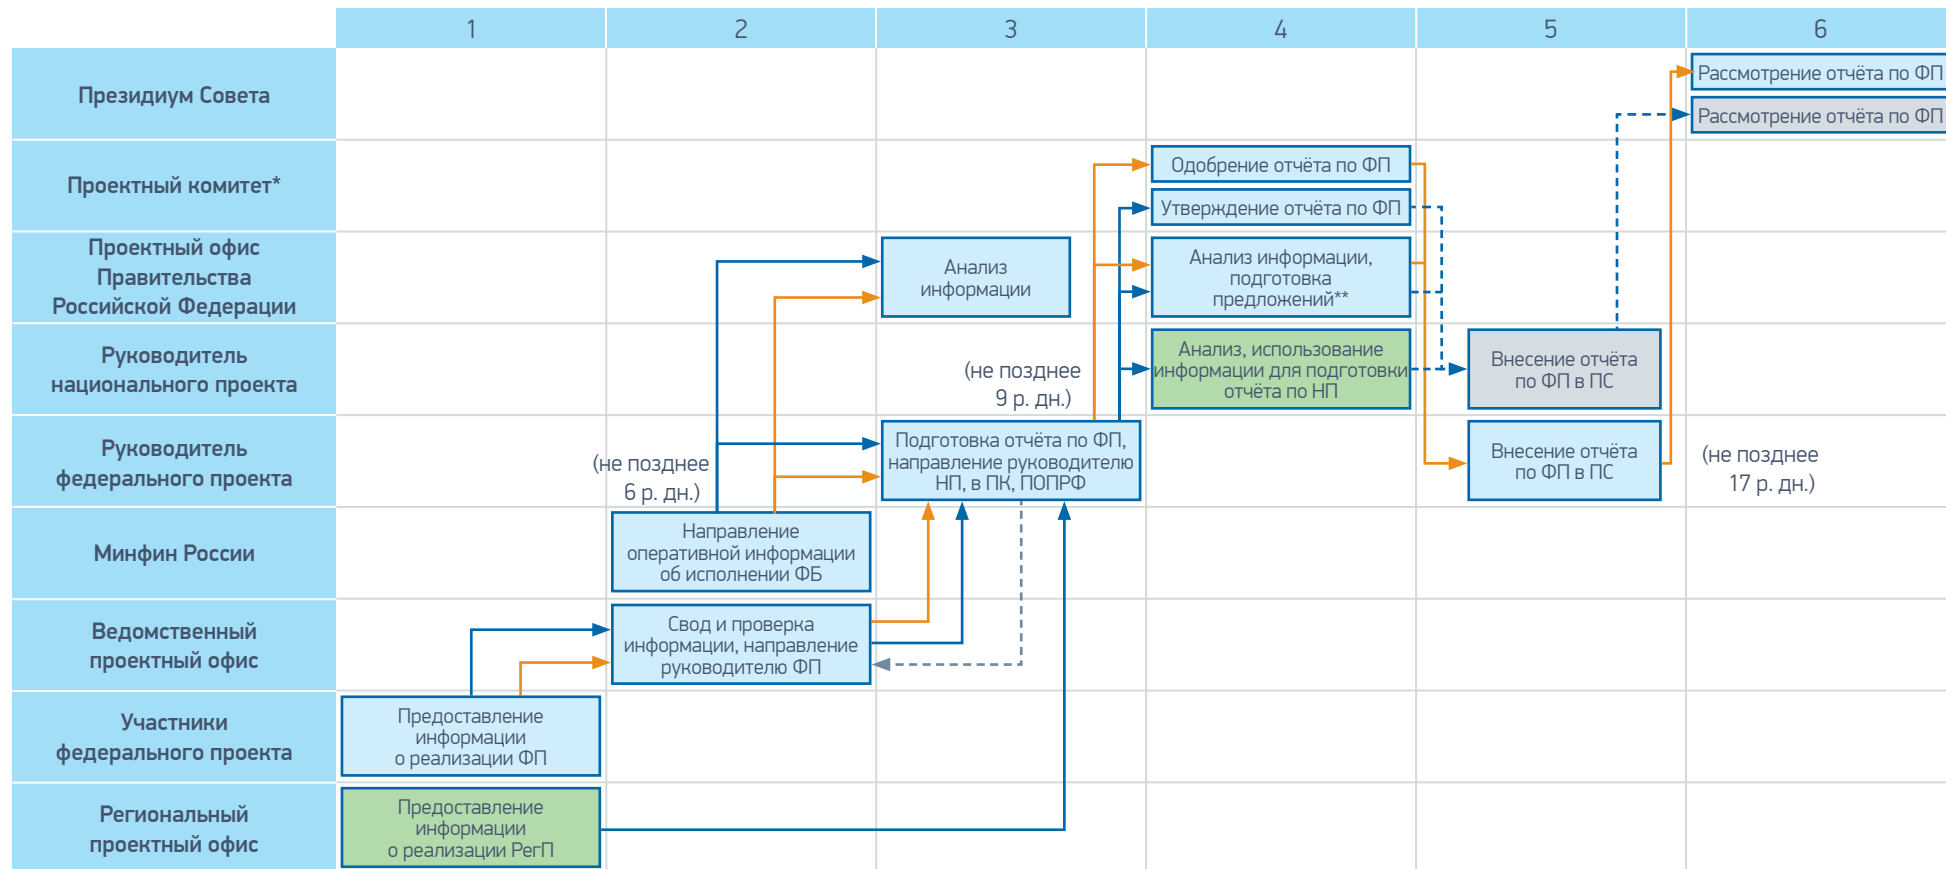 1
2
3
4
5
6
Президиум Совета
Рассмотрение отчёта по ФП
Рассмотрение отчёта по ФП
Проектный комитет*
Одобрение отчёта по ФП
Утверждение отчёта по ФП
Проектный офис
Правительства
Российской Федерации
Анализ
информации
Анализ информации,
подготовка
предложений**
Руководитель
национального проекта
(не позднее
9 р. дн.)
Анализ, использование
информации для подготовки
отчёта по НП
Внесение отчёта
по ФП в ПС
Руководитель
федерального проекта
(не позднее
6 р. дн.)
Подготовка отчёта по ФП,
направление руководителю
НП, в ПК, ПОПРФ
Внесение отчёта
по ФП в ПС
(не позднее
17 р. дн.)
Минфин России
Направление
оперативной информации
об исполнении ФБ
Ведомственный
проектный офис
Свод и проверка
информации, направление
руководителю ФП
Участники
федерального проекта
Предоставление
информации
о реализации ФП
Региональный
проектный офис
Предоставление
информации
о реализации РегП